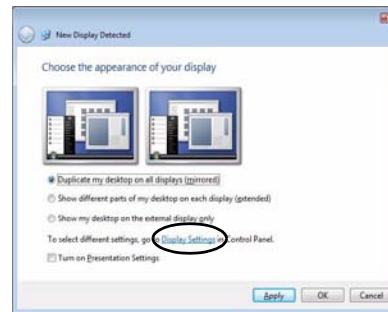 New Display Detected
Choose the appearance of your display
Duplicate my desktop on all displays (mirrored)
Show different parts of my desktop on each display (extended)
Show my desktop on the external display only
To select different settings, go to Display Settings in Control Panel.
Turn on Presentation Settings
Apply OK Cancel